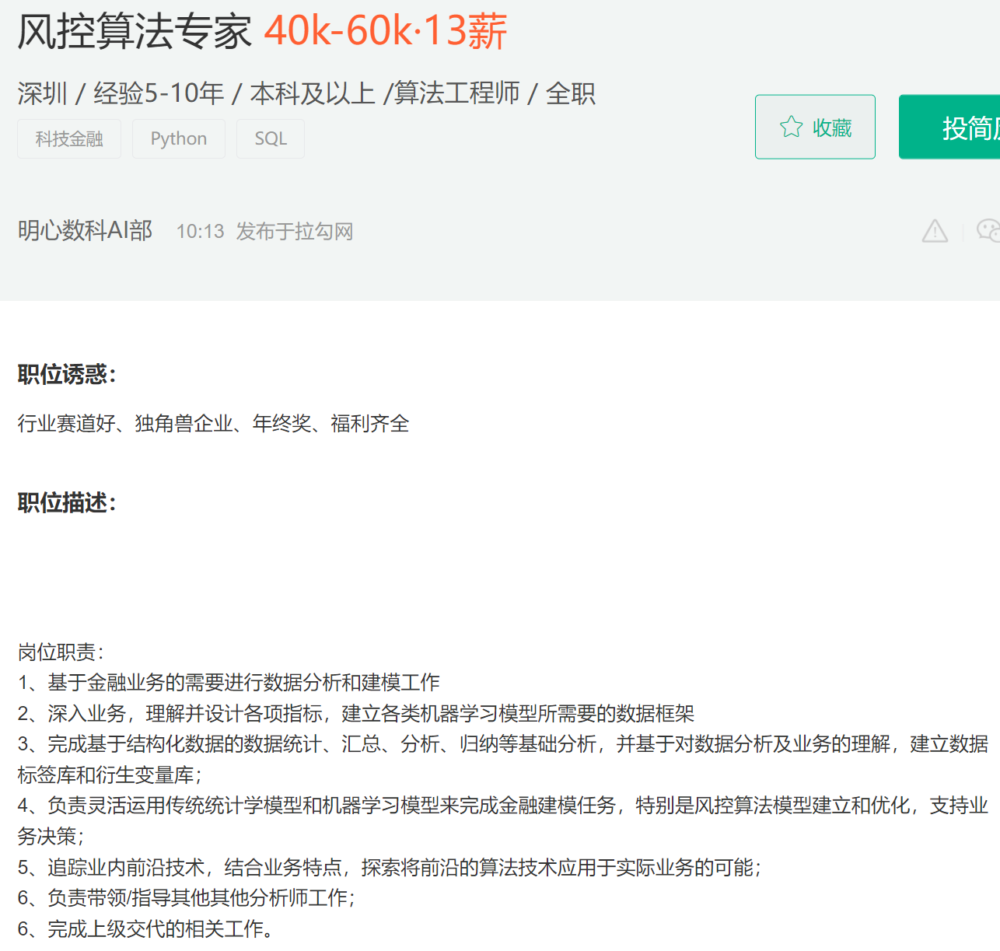 风控算法专家 40k-60k·13薪
深圳 / 经验5-10年 / 本科及以上 /算法工程师 / 全职
科技金融 Python SQL
收藏 投简
明心数科AI部 10:13 发布于拉勾网
职位诱惑：
行业赛道好、独角兽企业、年终奖、福利齐全
职位描述：
岗位职责：
1、基于金融业务的需要进行数据分析和建模工作
2、深入业务，理解并设计各项指标，建立各类机器学习模型所需要的数据框架
3、完成基于结构化数据的数据统计、汇总、分析、归纳等基础分析，并基于对数据分析及业务的理解，建立数据
标签库和衍生变量库；
4、负责灵活运用传统统计学模型和机器学习模型来完成金融建模任务，特别是风控算法模型建立和优化，支持业
务决策；
5、追踪业内前沿技术，结合业务特点，探索将前沿的算法技术应用于实际业务的可能；
6、负责带领/指导其他其他分析师工作；
6、完成上级交代的相关工作。